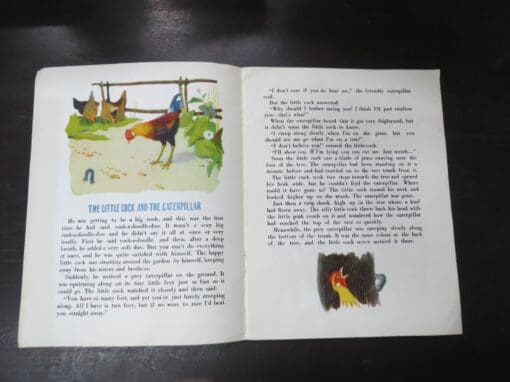 THE LITTLE COCK AND THE CATERPILLAR
He was getting to be a big cock, and this was the first
time he had said cock-a-doodle-doo. It wasn't a very big
cock-a-doodle-doo and he didn't say it all at once or very
loudly. First he said cock-a-doodle and then, after a deep
breath, he added a very soft doo. But you can't do everything
at once, and he was quite satisfied with himself. The happy
little cock was strutting around the garden by himself, keeping
away from his sisters and brothers.
Suddenly, he noticed a grey caterpillar on the ground. It
was squirming along on its tiny little feet just as fast as it
could go. The little cock watched it closely and then said:
"You have so many feet, and yet you're just barely creeping
along. All I have is two feet, but if we were to race I'd beat
you straight away."
"I don't care if you do beat me," the friendly caterpillar
said.
But the little cock answered:
"Why should I bother racing you? I think I'll just swallow
you—that's what!"
When the caterpillar heard this it got very frightened, but
it didn't want the little cock to know.
"I creep along slowly when I'm on the grass, but you
should see me go when I'm on a tree!"
"I don't believe you!" crowed the little cock.
"I'll show you. If I'm lying you can eat me. Just watch..."
Soon the little cock saw a blade of grass swaying near the
foot of the tree. The caterpillar had been standing on it a
minute before and had crawled on to the tree trunk from it.
The little cock took two steps towards the tree and opened
his beak wide, but he couldn't find the caterpillar. Where
could it have gone to? The little cock craned his neck and
looked higher up on the trunk. The caterpillar was gone.
Just then a twig shook high up in the tree where a bird
had flown away. The silly little cock threw back his head with
the little pink comb on it and wondered how the caterpillar
had reached the top of the tree so quickly.
Meanwhile, the grey caterpillar was creeping slowly along
the bottom of the trunk. It was the same colour as the bark
of the tree, and the little cock never noticed it there.